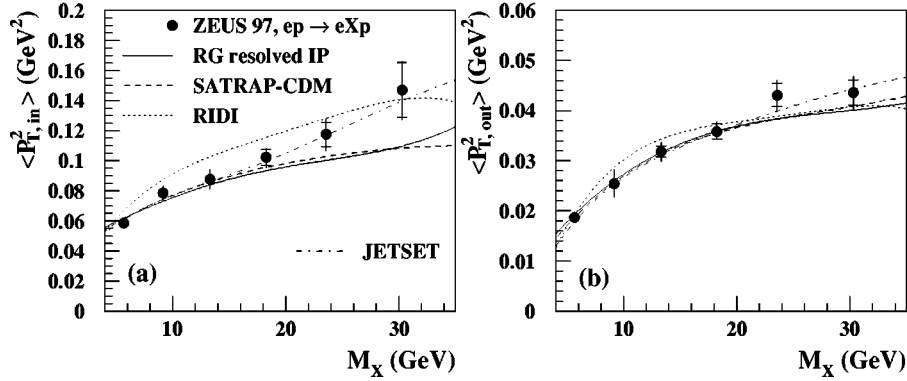 <P²T, in> (GeV²)
0.2
0.18
0.16
0.14
0.12
0.1
0.08
0.06
0.04
0.02
0
ZEUS 97, ep → eXp
RG resolved IP
SATRAP-CDM
RIDI
JETSET
(a)
10 20 30
M_X (GeV)
<P²T, out> (GeV²)
0.06
0.05
0.04
0.03
0.02
0.01
0
(b)
10 20 30
M_X (GeV)